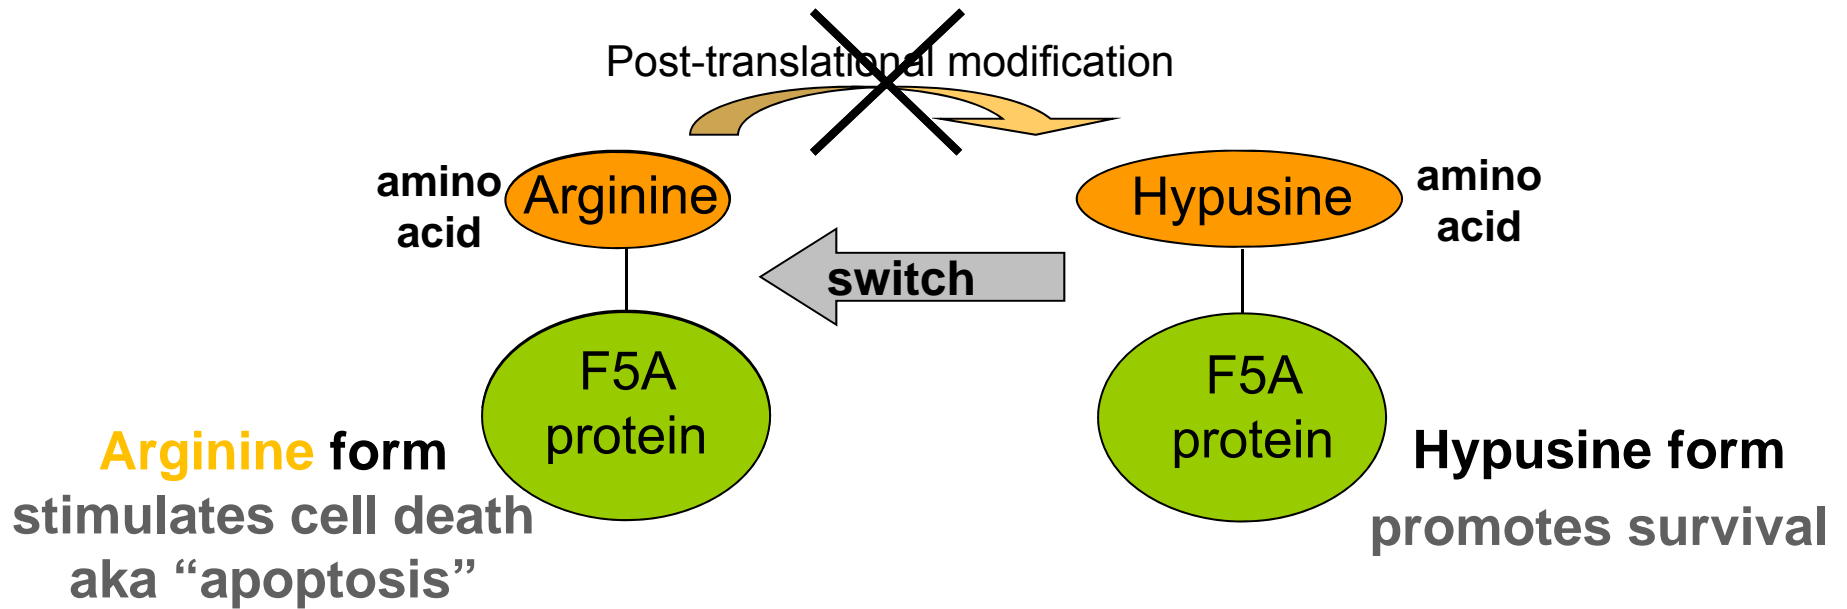 Post-translational modification
amino
acid
Arginine
Hypusine
amino
acid
switch
F5A
protein
F5A
protein
Arginine form
stimulates cell death
aka “apoptosis”
Hypusine form
promotes survival